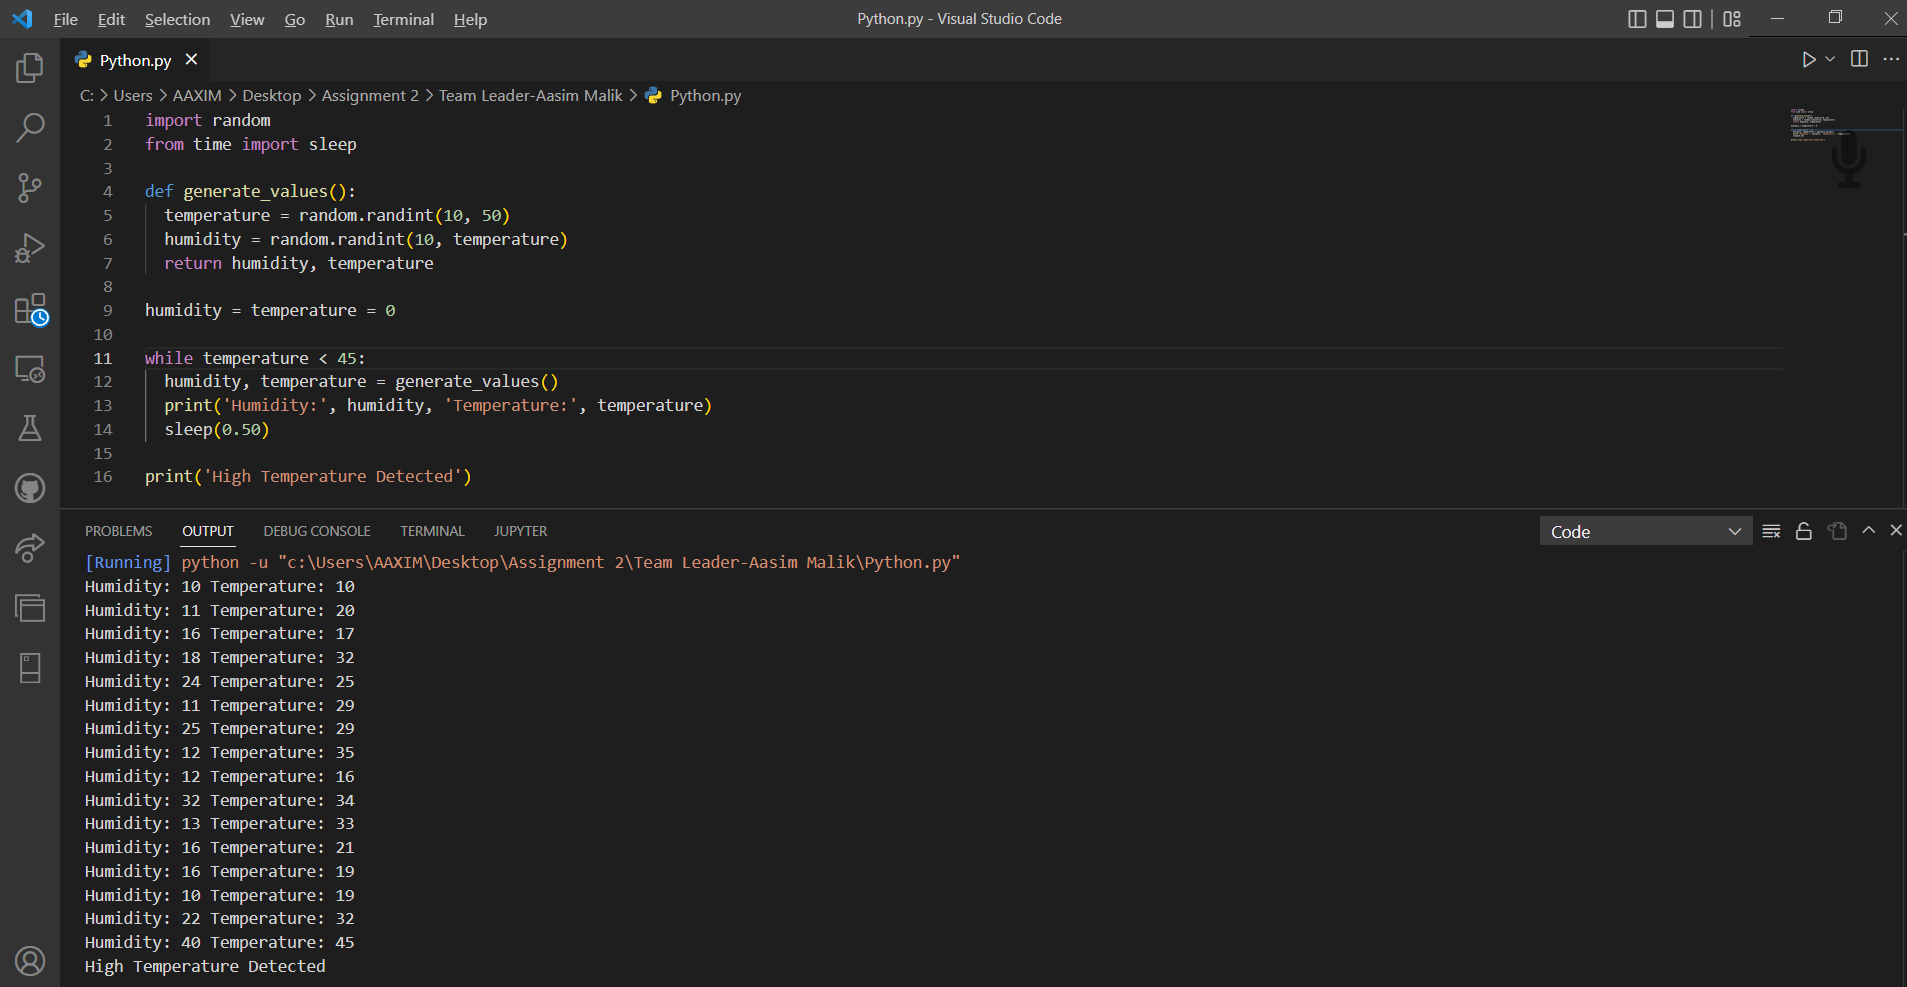 File Edit Selection View Go Run Terminal Help Python.py - Visual Studio Code
Python.py
C: > Users > AAXIM > Desktop > Assignment 2 > Team Leader-Aasim Malik > Python.py
1 import random
2 from time import sleep
3
4 def generate_values():
5 temperature = random.randint(10, 50)
6 humidity = random.randint(10, temperature)
7 return humidity, temperature
8
9 humidity = temperature = 0
10
11 while temperature < 45:
12 humidity, temperature = generate_values()
13 print('Humidity:', humidity, 'Temperature:', temperature)
14 sleep(0.50)
15
16 print('High Temperature Detected')
PROBLEMS OUTPUT DEBUG CONSOLE TERMINAL JUPYTER Code
[Running] python -u "c:\Users\AAXIM\Desktop\Assignment 2\Team Leader-Aasim Malik\Python.py"
Humidity: 10 Temperature: 10
Humidity: 11 Temperature: 20
Humidity: 16 Temperature: 17
Humidity: 18 Temperature: 32
Humidity: 24 Temperature: 25
Humidity: 11 Temperature: 29
Humidity: 25 Temperature: 29
Humidity: 12 Temperature: 35
Humidity: 12 Temperature: 16
Humidity: 32 Temperature: 34
Humidity: 13 Temperature: 33
Humidity: 16 Temperature: 21
Humidity: 16 Temperature: 19
Humidity: 10 Temperature: 19
Humidity: 22 Temperature: 32
Humidity: 40 Temperature: 45
High Temperature Detected